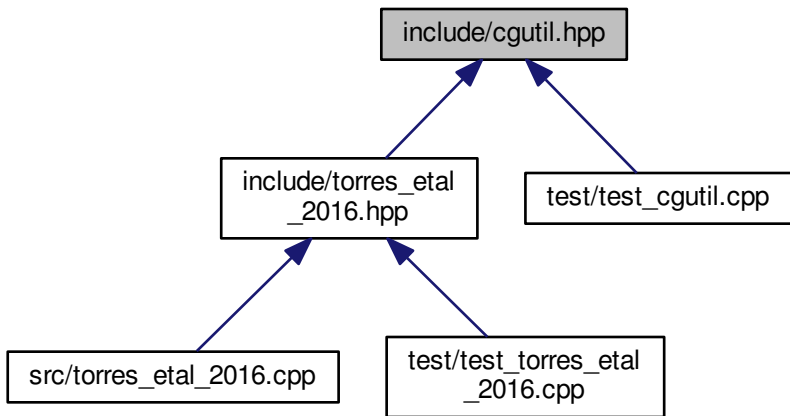 include/cgutil.hpp
include/torres_etal
_2016.hpp
test/test_cgutil.cpp
src/torres_etal_2016.cpp
test/test_torres_etal
_2016.cpp